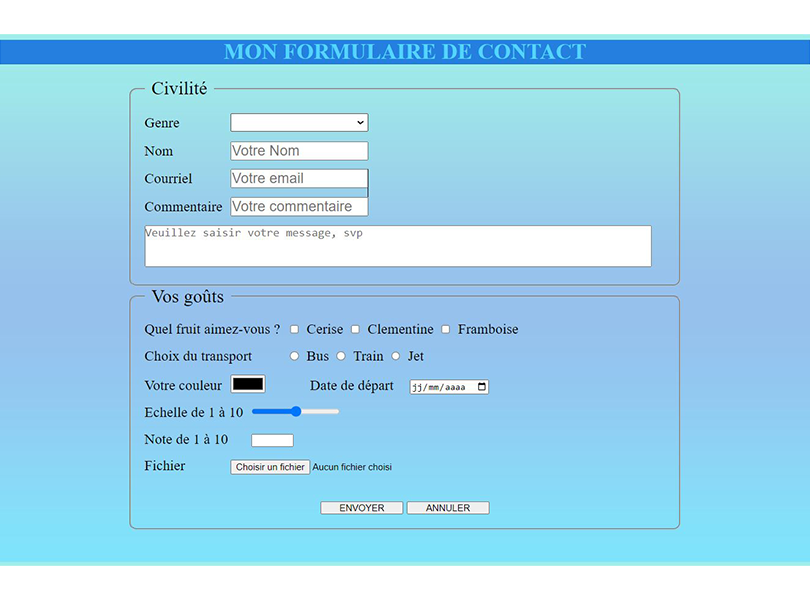 MON FORMULAIRE DE CONTACT
Civilité
Genre
Nom Votre Nom
Courriel Votre email
Commentaire Votre commentaire
Veuillez saisir votre message, svp
Vos goûts
Quel fruit aimez-vous ? Cerise Clementine Framboise
Choix du transport Bus Train Jet
Votre couleur Date de départ jj/mm/aaaa
Echelle de 1 à 10
Note de 1 à 10
Fichier Choisir un fichier Aucun fichier choisi
ENVOYER ANNULER